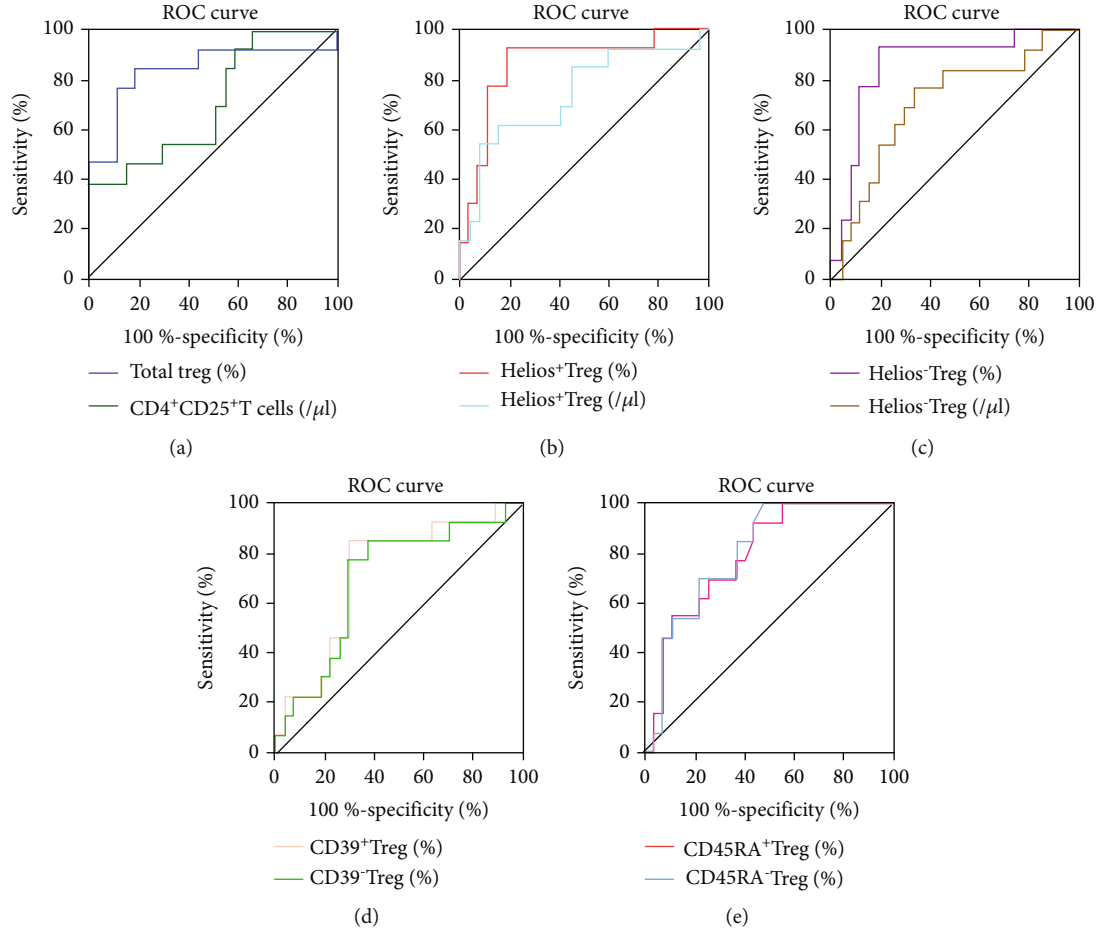 ROC curve
100
80
60
40
20
0
Sensitivity (%)
0 20 40 60 80 100
100 %-specificity (%)
Total treg (%)
CD4⁺CD25⁺T cells (/μl)
(a)
ROC curve
100
80
60
40
20
0
Sensitivity (%)
0 20 40 60 80 100
100 %-specificity (%)
Helios⁺Treg (%)
Helios⁺Treg (/μl)
(b)
ROC curve
100
80
60
40
20
0
Sensitivity (%)
0 20 40 60 80 100
100 %-specificity (%)
Helios⁻Treg (%)
Helios⁻Treg (/μl)
(c)
ROC curve
100
80
60
40
20
0
Sensitivity (%)
0 20 40 60 80 100
100 %-specificity (%)
CD39⁺Treg (%)
CD39⁻Treg (%)
(d)
ROC curve
100
80
60
40
20
0
Sensitivity (%)
0 20 40 60 80 100
100 %-specificity (%)
CD45RA⁺Treg (%)
CD45RA⁻Treg (%)
(e)